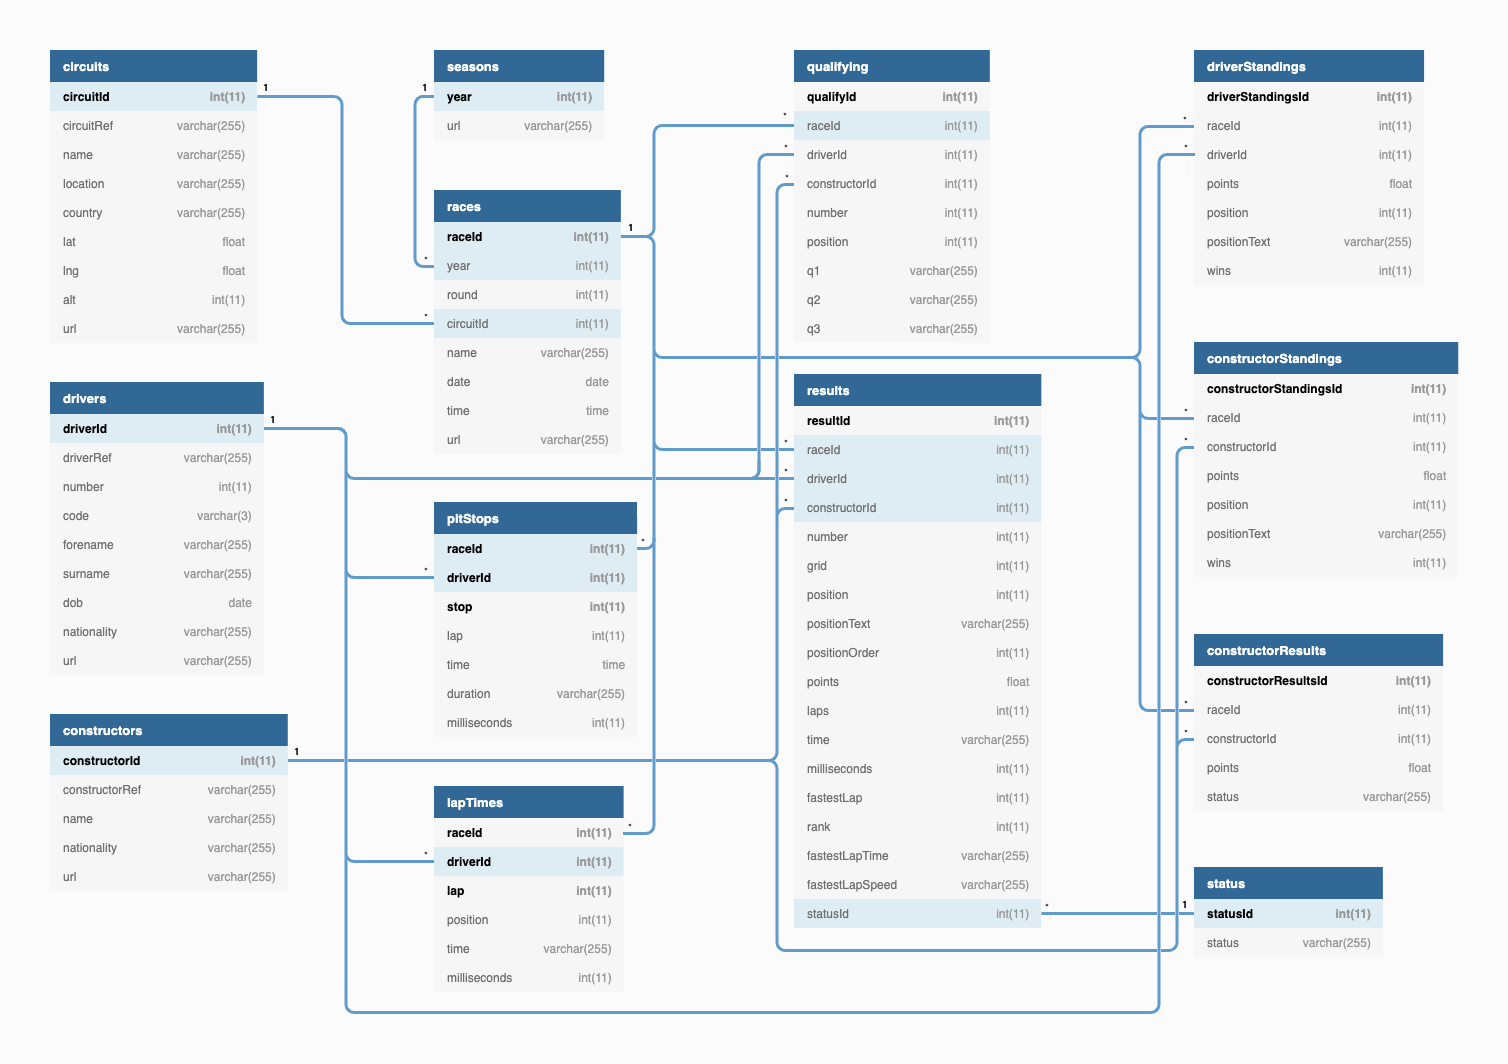 circuits
circuitId int(11)
circuitRef varchar(255)
name varchar(255)
location varchar(255)
country varchar(255)
lat float
lng float
alt int(11)
url varchar(255)
1
drivers
driverId int(11)
driverRef varchar(255)
number int(11)
code varchar(3)
forename varchar(255)
surname varchar(255)
dob date
nationality varchar(255)
url varchar(255)
1
constructors
constructorId int(11)
constructorRef varchar(255)
name varchar(255)
nationality varchar(255)
url varchar(255)
1
seasons
1
year int(11)
url varchar(255)
races
raceId int(11)
1
* year int(11)
round int(11)
* circuitId int(11)
name varchar(255)
date date
time time
url varchar(255)
pitStops
raceId int(11) *
* driverId int(11)
stop int(11)
lap int(11)
time time
duration varchar(255)
milliseconds int(11)
lapTimes
raceId int(11) *
* driverId int(11)
lap int(11)
position int(11)
time varchar(255)
milliseconds int(11)
qualifying
qualifyId int(11)
* raceId int(11)
* driverId int(11)
* constructorId int(11)
number int(11)
position int(11)
q1 varchar(255)
q2 varchar(255)
q3 varchar(255)
results
resultId int(11)
* raceId int(11)
* driverId int(11)
* constructorId int(11)
number int(11)
grid int(11)
position int(11)
positionText varchar(255)
positionOrder int(11)
points float
laps int(11)
time varchar(255)
milliseconds int(11)
fastestLap int(11)
rank int(11)
fastestLapTime varchar(255)
fastestLapSpeed varchar(255)
statusId int(11) *
driverStandings
driverStandingsId int(11)
* raceId int(11)
* driverId int(11)
points float
position int(11)
positionText varchar(255)
wins int(11)
constructorStandings
constructorStandingsId int(11)
* raceId int(11)
* constructorId int(11)
points float
position int(11)
positionText varchar(255)
wins int(11)
constructorResults
constructorResultsId int(11)
* raceId int(11)
* constructorId int(11)
points float
status varchar(255)
status
1 statusId int(11)
status varchar(255)